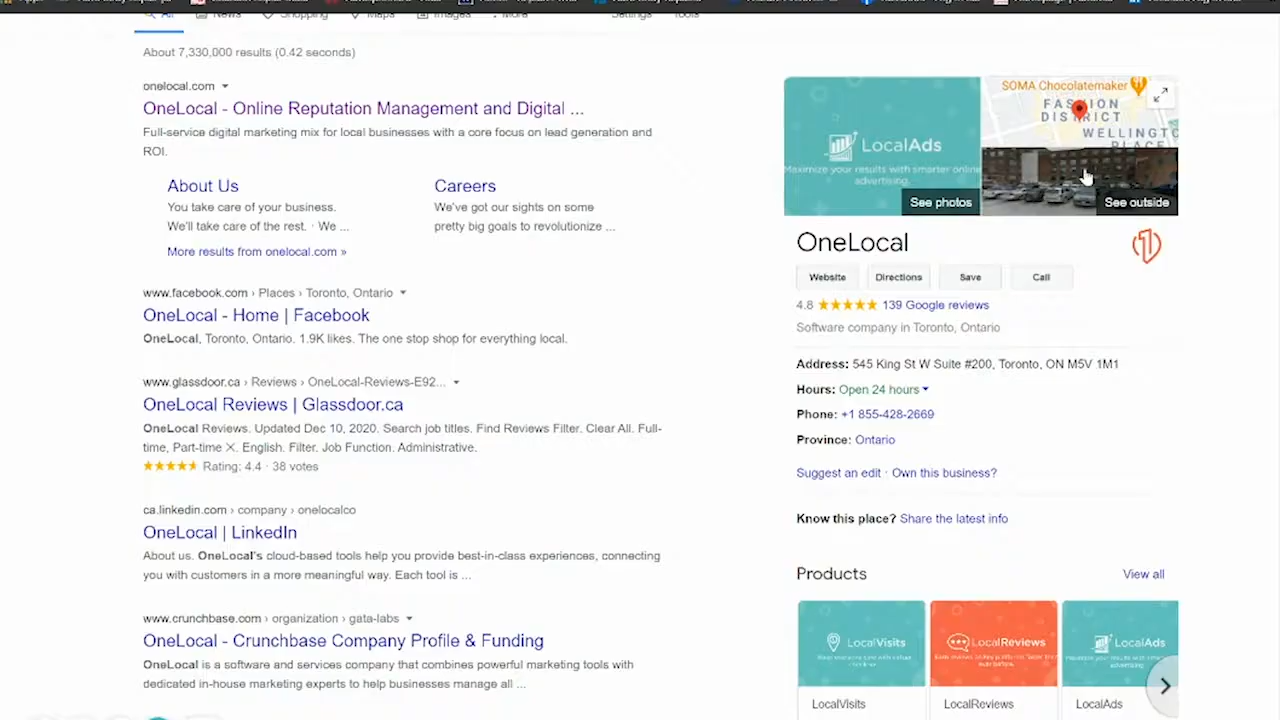 All News Shopping Maps Images More Settings Tools
About 7,330,000 results (0.42 seconds)
onelocal.com
OneLocal - Online Reputation Management and Digital ...
Full-service digital marketing mix for local businesses with a core focus on lead generation and
ROI.
About Us
You take care of your business.
We'll take care of the rest. · We ...
Careers
We've got our sights on some
pretty big goals to revolutionize ...
More results from onelocal.com »
www.facebook.com › Places › Toronto, Ontario
OneLocal - Home | Facebook
OneLocal, Toronto, Ontario. 1.9K likes. The one stop shop for everything local.
www.glassdoor.ca › Reviews › OneLocal-Reviews-E92...
OneLocal Reviews | Glassdoor.ca
OneLocal Reviews. Updated Dec 10, 2020. Search job titles. Find Reviews Filter. Clear All. Full-
time, Part-time X. English. Filter. Job Function. Administrative.
Rating: 4.4 · 38 votes
ca.linkedin.com › company › onelocalco
OneLocal | LinkedIn
About us. OneLocal's cloud-based tools help you provide best-in-class experiences, connecting
you with customers in a more meaningful way. Each tool is ...
www.crunchbase.com › organization › gata-labs
OneLocal - Crunchbase Company Profile & Funding
OneLocal is a software and services company that combines powerful marketing tools with
dedicated in-house marketing experts to help businesses manage all ...
LocalAds
Maximize your results with smarter online
advertising.
See photos
SOMA Chocolatemaker
FASHION
DISTRICT
WELLINGTO
PLACE
See outside
OneLocal
Website Directions Save Call
4.8 139 Google reviews
Software company in Toronto, Ontario
Address: 545 King St W Suite #200, Toronto, ON M5V 1M1
Hours: Open 24 hours
Phone: +1 855-428-2669
Province: Ontario
Suggest an edit · Own this business?
Know this place? Share the latest info
Products View all
LocalVisits
LocalReviews
LocalAds
LocalVisits LocalReviews LocalAds